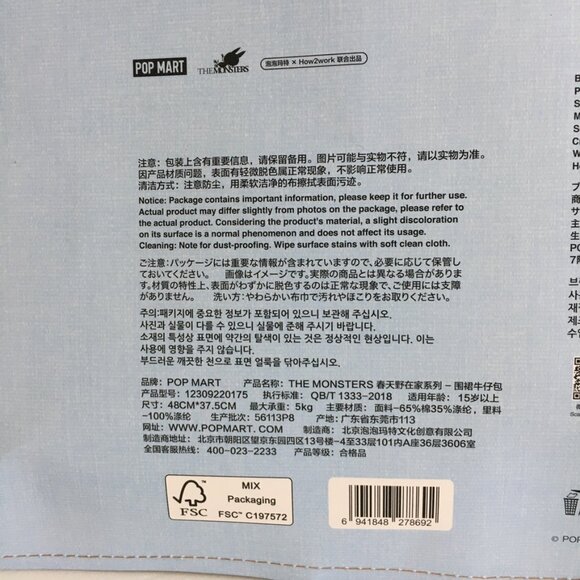 POP MART THE MONSTERS 泡泡玛特 × How2work 联合出品
注意：包装上含有重要信息，请保留备用。图片可能与实物不符，请以实物为准。
因产品材质问题，表面有轻微脱色属正常现象，不影响正常使用。
清洁方式：注意防尘，用柔软洁净的布擦拭表面污迹。
Notice: Package contains important information, please keep it for further use.
Actual product may differ slightly from photos on the package, please refer to
the actual product. Considering the product's material, a slight discoloration
on its surface is a normal phenomenon and does not affect its usage.
Cleaning: Note for dust-proofing. Wipe surface stains with soft clean cloth.
ご注意：パッケージには重要な情報が含まれていますので、必要に応じて保管し
ておいてください。 画像はイメージです。実際の商品とは異なる場合がありま
す。材質の特性上、表面がわずかに脱色するのは正常な現象で、ご使用には支障
がありません。 洗い方：やわらかい布巾で汚れやほこりをお取りください。
주의:패키지에 중요한 정보가 포함되어 있으니 보관해 주십시오.
사진과 실물이 다를 수 있으니 실물을 기준해 주시기 바랍니다.
소재의 특성상 표면에 약간의 탈색이 있는 것은 정상적인 현상입니다. 이는
사용에 영향을 주지 않습니다.
부드러운 깨끗한 천으로 표면 얼룩을 닦아주십시오.
品牌：POP MART 产品名称：THE MONSTERS 春天野在家系列 - 围裙牛仔包
产品型号：12309220175 执行标准：QB/T 1333-2018 适用年龄：15岁以上
尺寸：48CM*37.5CM 最大承重：5kg 主要材质：面料-65%棉35%涤纶，里料
-100%涤纶 生产批次：56113P8 产地：广东省东莞市113
网址：WWW.POPMART.COM 制造商：北京泡泡玛特文化创意有限公司
制造商地址：北京市朝阳区望京东园四区13号楼-4至33层101内A座36层3606室
全国客服热线：400-023-2233 产品等级：合格品
FSC
MIX
Packaging
FSC™ C197572
6 941848 278692
© POP